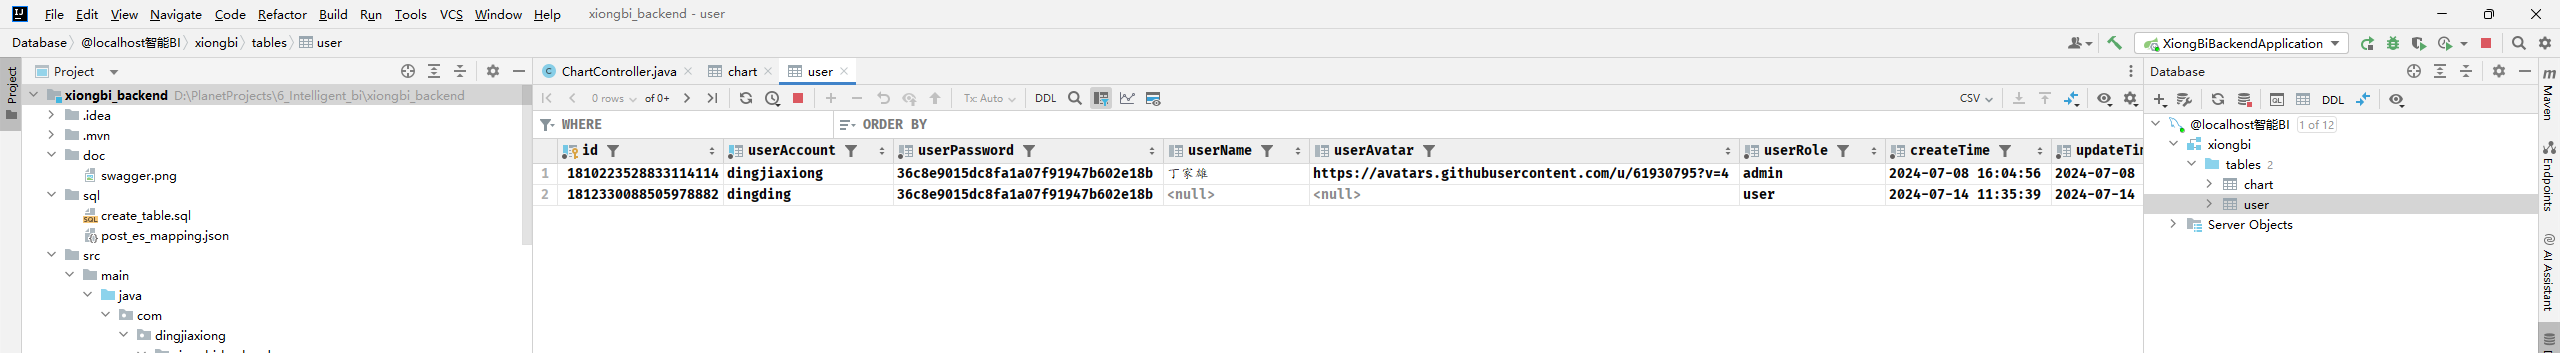 File Edit View Navigate Code Refactor Build Run Tools VCS Window Help xiongbi_backend - user
Database @localhost智能BI xiongbi tables user XiongBiBackendApplication
Project
Project ChartController.java chart user Database
xiongbi_backend D:\PlanetProjects\6_Intelligent_bi\xiongbi_backend
0 rows of 0+ Tx: Auto DDL CSV DDL
.idea
.mvn
doc
swagger.png
sql
create_table.sql
post_es_mapping.json
src
main
java
com
dingjiaxiong
WHERE ORDER BY
id userAccount userPassword userName userAvatar userRole createTime updateTim
1 1810223528833114114 dingjiaxiong 36c8e9015dc8fa1a07f91947b602e18b 丁家雄 https://avatars.githubusercontent.com/u/61930795?v=4 admin 2024-07-08 16:04:56 2024-07-08
2 1812330088505978882 dingding 36c8e9015dc8fa1a07f91947b602e18b <null> <null> user 2024-07-14 11:35:39 2024-07-14
@localhost智能BI 1 of 12
xiongbi
tables 2
chart
user
Server Objects
Maven
Endpoints
AI Assistant